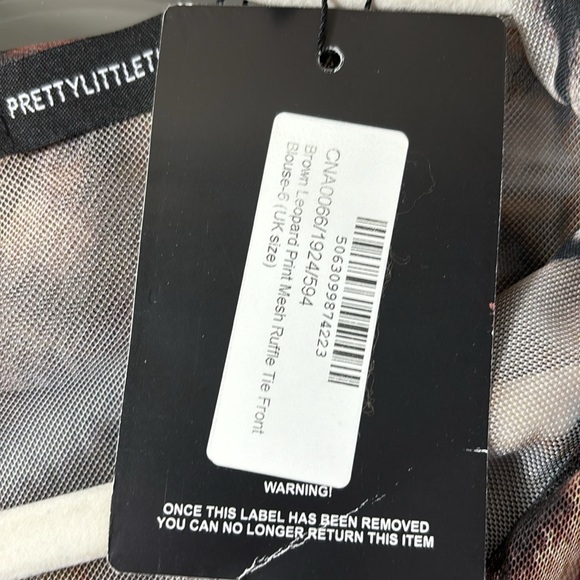 PRETTYLITTLET
CNA0066/1924/594
Brown Leopard Print Mesh Ruffle Tie Front
Blouse-6 (UK size)
5063099874223
WARNING!
ONCE THIS LABEL HAS BEEN REMOVED
YOU CAN NO LONGER RETURN THIS ITEM